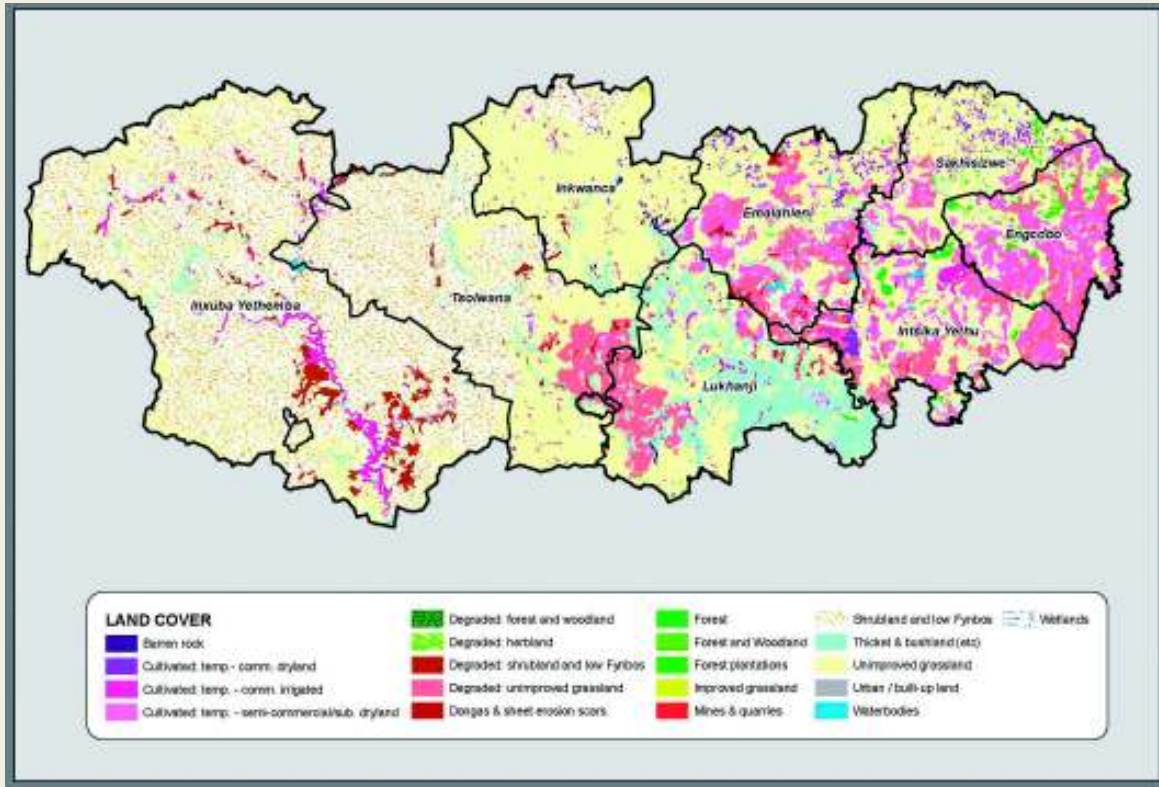 Inkwanca
Sakhisizwe
Emalahleni
Engcobo
Inxuba Yethemba
Tsolwana
Intsika Yethu
Lukhanji
LAND COVER
Barren rock
Cultivated: temp - comm. dryland
Cultivated: temp. - comm. irrigated
Cultivated: temp. - semi-commercial/sub. dryland
Degraded: forest and woodland
Degraded: herbland
Degraded: shrubland and low Fynbos
Degraded: unimproved grassland
Dongas & sheet erosion scars
Forest
Forest and Woodland
Forest plantations
Improved grassland
Mines & quarries
Shrubland and low Fynbos
Thicket & bushland (etc)
Unimproved grassland
Urban / built-up land
Waterbodies
Wetlands